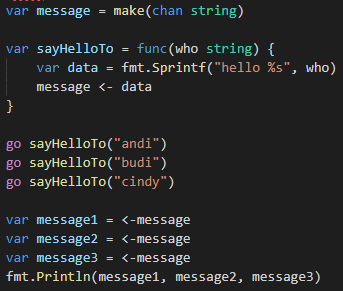 var message = make(chan string)
var sayHelloTo = func(who string) {
var data = fmt.Sprintf("hello %s", who)
message <- data
}
go sayHelloTo("andi")
go sayHelloTo("budi")
go sayHelloTo("cindy")
var message1 = <-message
var message2 = <-message
var message3 = <-message
fmt.Println(message1, message2, message3)